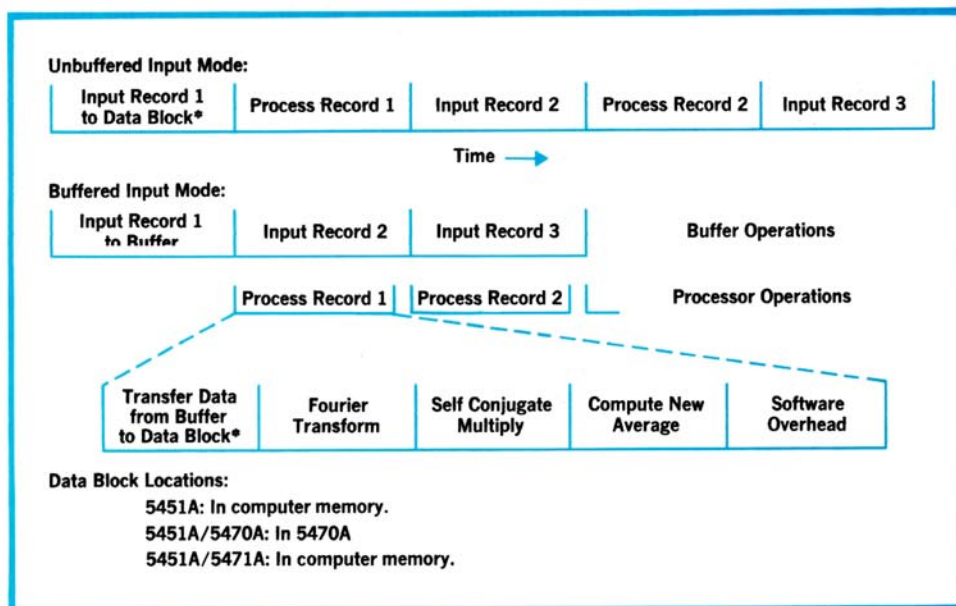 Unbuffered Input Mode:
Input Record 1
to Data Block*
Process Record 1
Input Record 2
Process Record 2
Input Record 3
Time
Buffered Input Mode:
Input Record 1
to Buffer
Input Record 2
Input Record 3
Buffer Operations
Process Record 1
Process Record 2
Processor Operations
Transfer Data
from Buffer
to Data Block*
Fourier
Transform
Self Conjugate
Multiply
Compute New
Average
Software
Overhead
Data Block Locations:
5451A: In computer memory.
5451A/5470A: In 5470A
5451A/5471A: In computer memory.